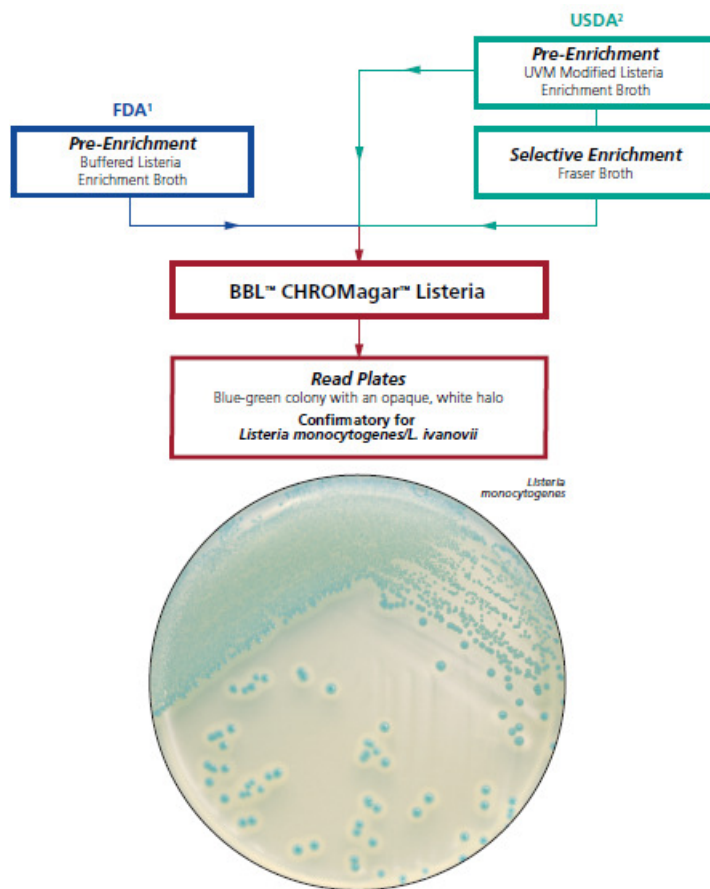 USDA²
Pre-Enrichment
UVM Modified Listeria
Enrichment Broth
FDA¹
Pre-Enrichment
Buffered Listeria
Enrichment Broth
Selective Enrichment
Fraser Broth
BBL™ CHROMagar™ Listeria
Read Plates
Blue-green colony with an opaque, white halo
Confirmatory for
Listeria monocytogenes/L. ivanovii
Listeria
monocytogenes